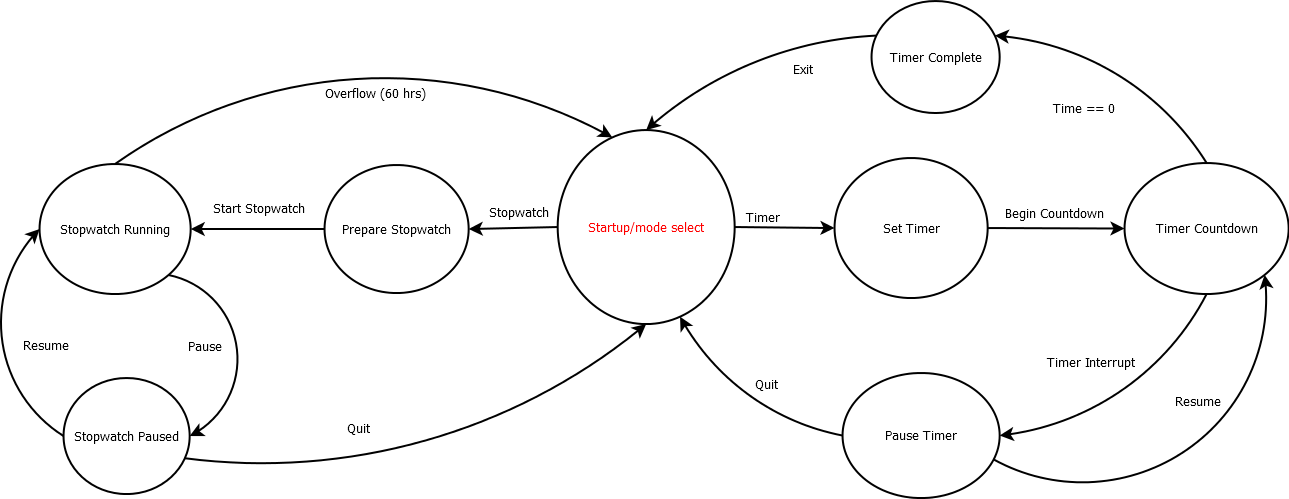 Timer Complete
Exit
Overflow (60 hrs)
Time == 0
Start Stopwatch
Stopwatch
Timer
Begin Countdown
Stopwatch Running
Prepare Stopwatch
Startup/mode select
Set Timer
Timer Countdown
Resume
Pause
Timer Interrupt
Quit
Resume
Quit
Stopwatch Paused
Pause Timer